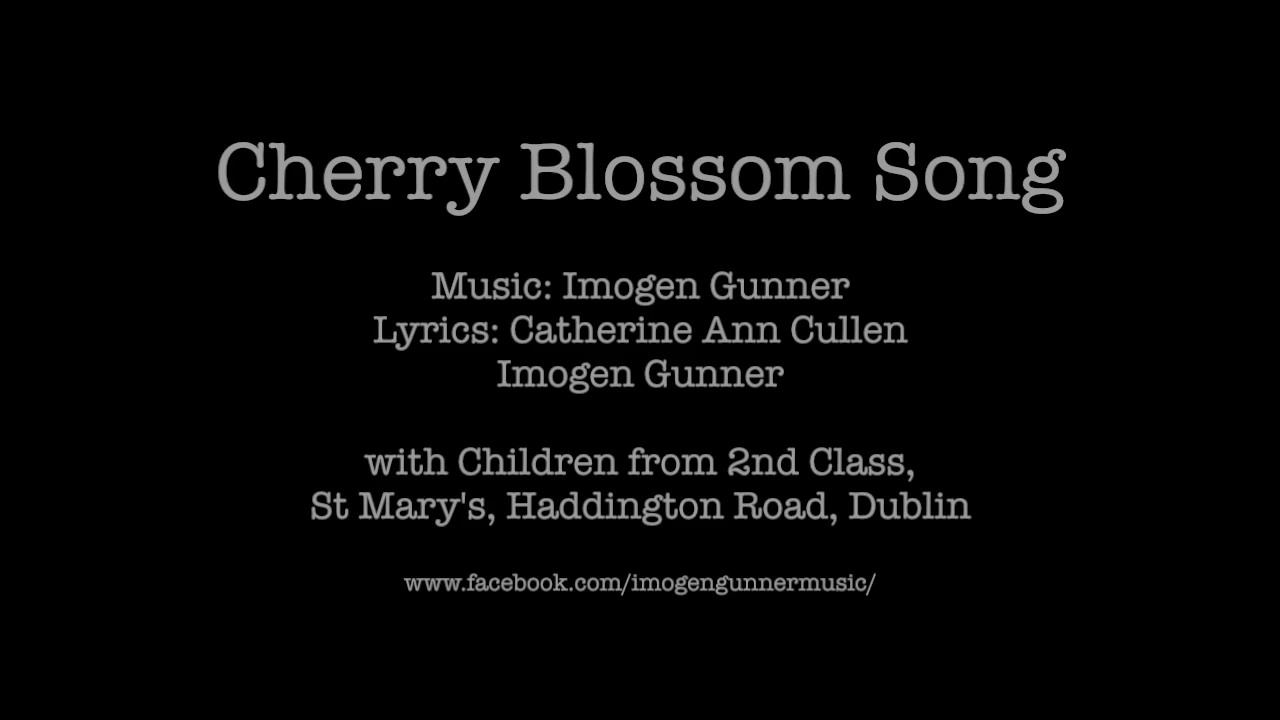 Cherry Blossom Song
Music: Imogen Gunner
Lyrics: Catherine Ann Cullen
Imogen Gunner
with Children from 2nd Class,
St Mary's, Haddington Road, Dublin
www.facebook.com/imogengunnermusic/